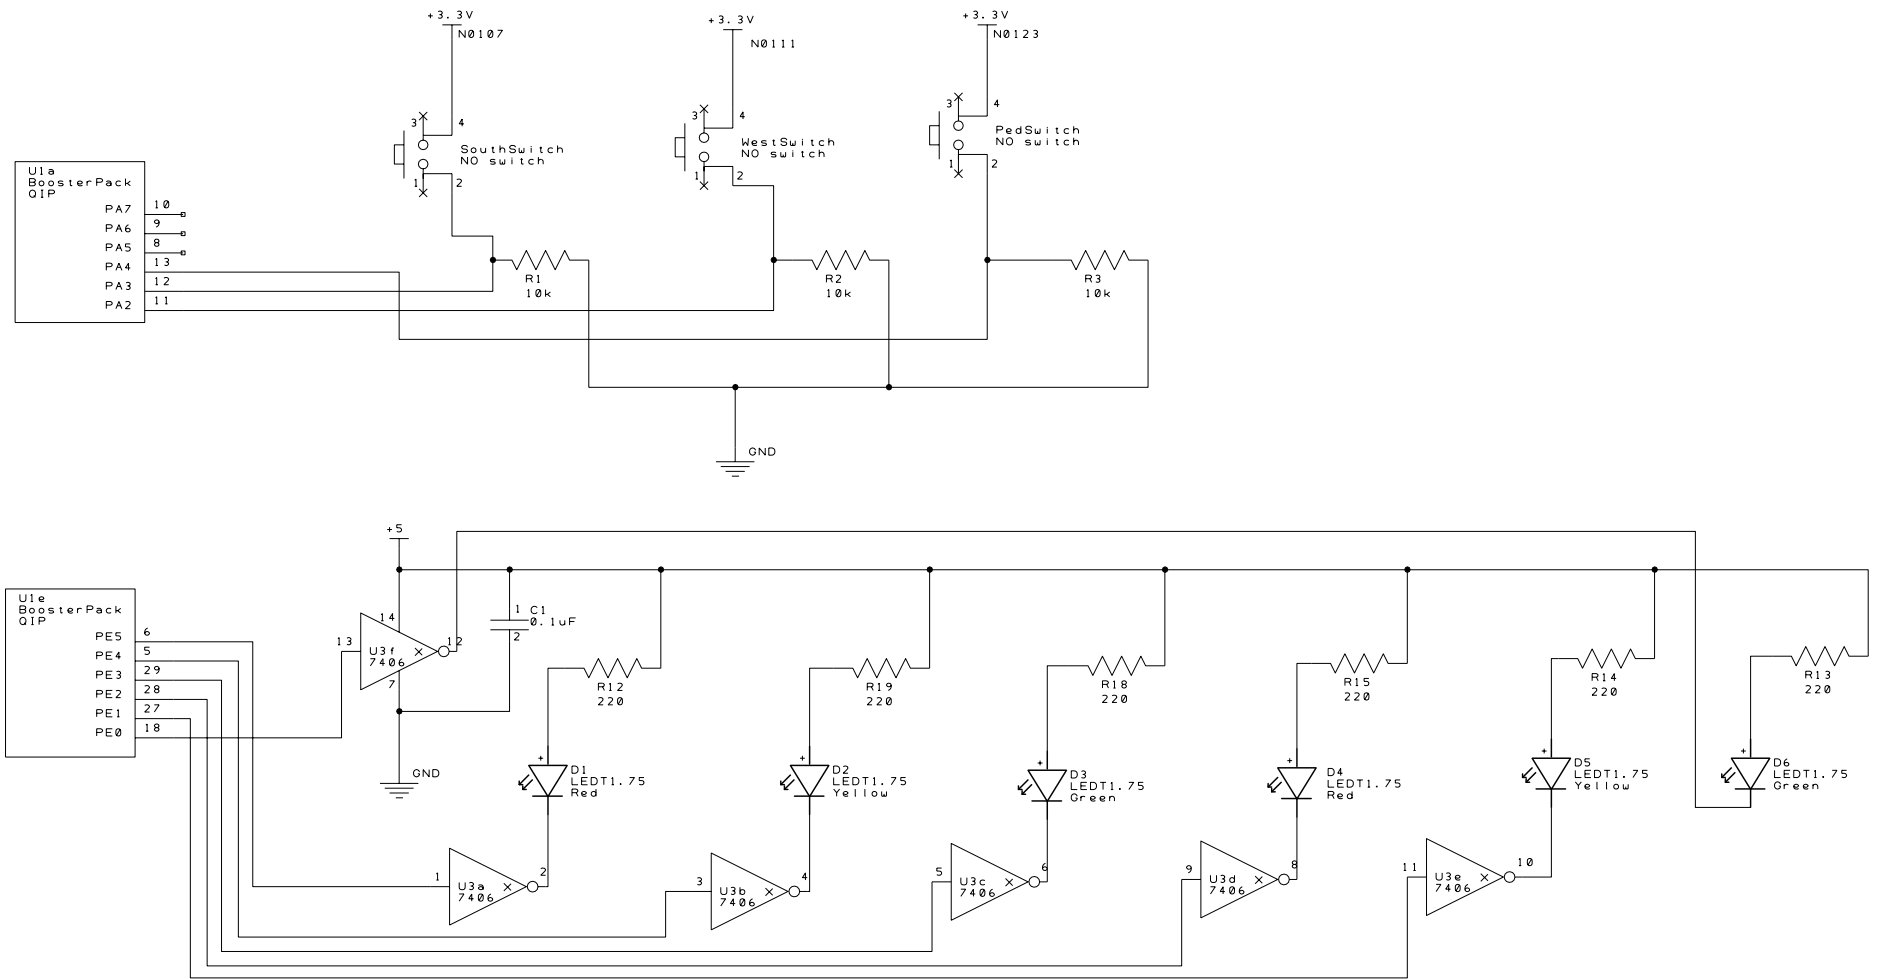 +3.3V
N0107
+3.3V
N0111
+3.3V
N0123
3
4
SouthSwitch
NO switch
1
2
3
4
WestSwitch
NO switch
1
2
3
4
PedSwitch
NO switch
1
2
U1a
BoosterPack
QIP
PA7 10
PA6 9
PA5 8
PA4 13
PA3 12
PA2 11
R1
10k
R2
10k
R3
10k
GND
+5
U1e
BoosterPack
QIP
PE5 6
PE4 5
PE3 29
PE2 28
PE1 27
PE0 18
13
14
U3f
7406
12
7
1
C1
0.1uF
2
GND
R12
220
R19
220
R18
220
R15
220
R14
220
R13
220
+
D1
LEDT1.75
Red
+
D2
LEDT1.75
Yellow
+
D3
LEDT1.75
Green
+
D4
LEDT1.75
Red
+
D5
LEDT1.75
Yellow
+
D6
LEDT1.75
Green
1
U3a
7406
2
3
U3b
7406
4
5
U3c
7406
6
9
U3d
7406
8
11
U3e
7406
10